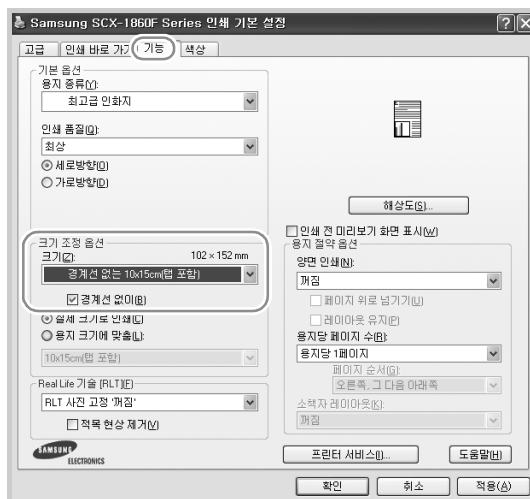 Samsung SCX-1860F Series 인쇄 기본 설정
고급 인쇄 바로 가기 기능 색상
기본 옵션
용지 종류(Y):
최고급 인화지
인쇄 품질(Q):
최상
세로방향(O)
가로방향(D)
크기 조정 옵션
크기(Z): 102 × 152 mm
경계선 없는 10x15cm(탭 포함)
경계선 없이(B)
실제 크기로 인쇄(C)
용지 크기에 맞춤(L):
10x15cm(탭 포함)
Real Life 기술 [RLT](F)
RLT 사진 고정 '꺼짐'
적목 현상 제거(V)
SAMSUNG
ELECTRONICS
해상도(S)...
인쇄 전 미리보기 화면 표시(W)
용지 절약 옵션
양면 인쇄(N):
꺼짐
페이지 위로 넘기기(U)
레이아웃 유지(P)
용지당 페이지 수(R):
용지당 1페이지
페이지 순서(G):
오른쪽, 그 다음 아래쪽
소책자 레이아웃(K):
꺼짐
프린터 서비스(I)...
도움말(H)
확인 취소 적용(A)